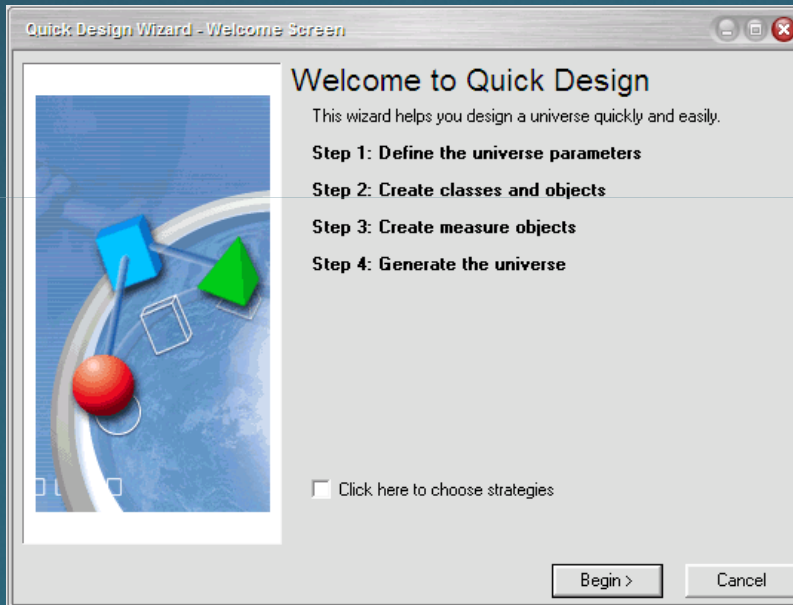 Quick Design Wizard - Welcome Screen
Welcome to Quick Design
This wizard helps you design a universe quickly and easily.
Step 1: Define the universe parameters
Step 2: Create classes and objects
Step 3: Create measure objects
Step 4: Generate the universe
Click here to choose strategies
Begin >
Cancel